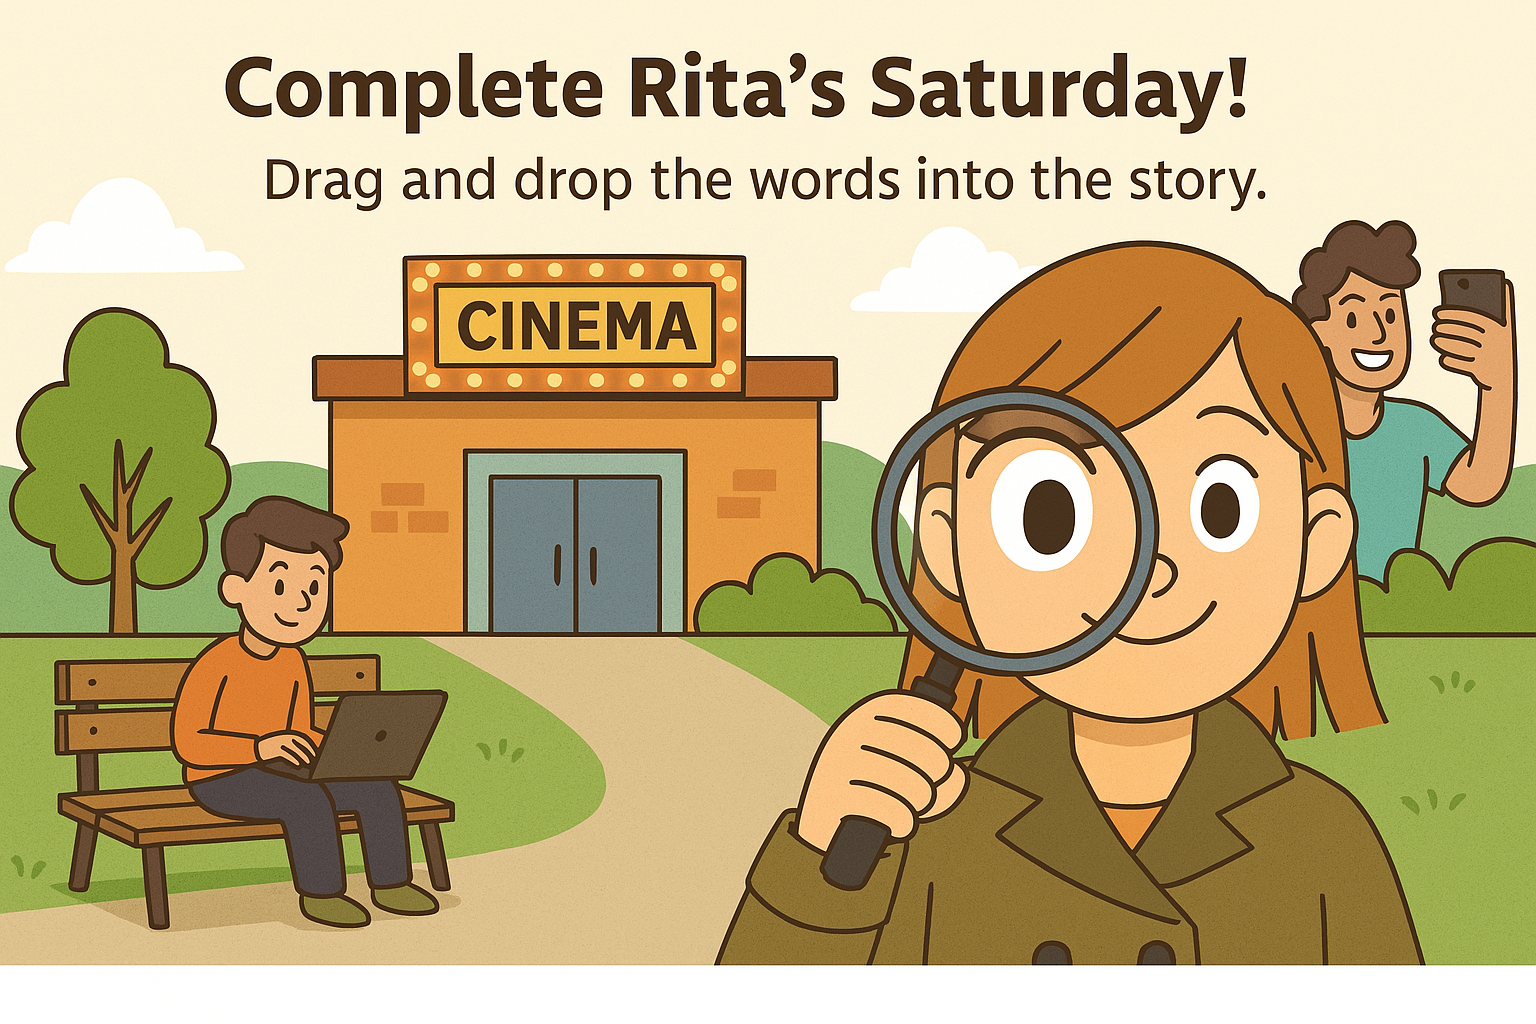 Complete Rita’s Saturday!
Drag and drop the words into the story.
CINEMA